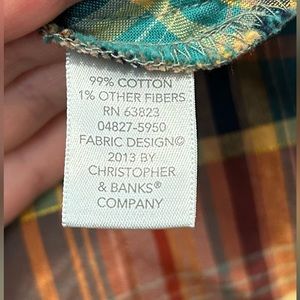 99% COTTON
1% OTHER FIBERS
RN 63823
04827-5950
FABRIC DESIGN©
2013 BY
CHRISTOPHER
& BANKS®
COMPANY